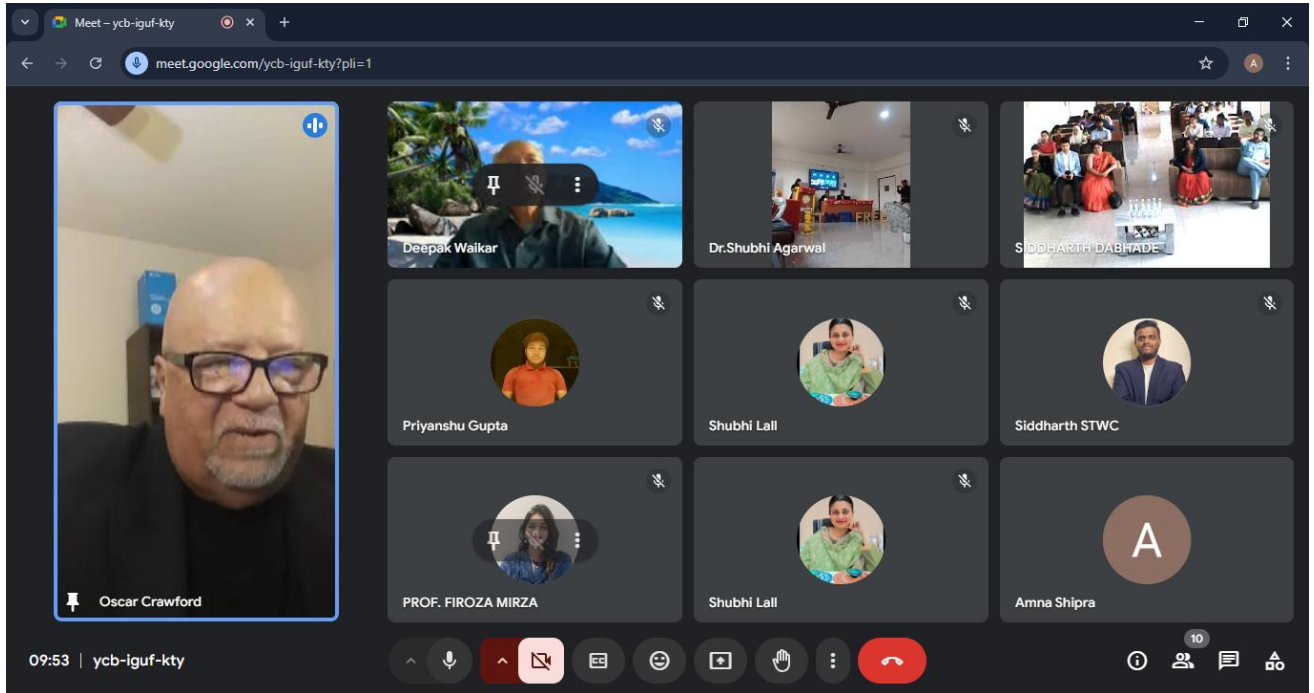 Meet – ycb-iguf-kty
meet.google.com/ycb-iguf-kty?pli=1
A
Oscar Crawford
Deepak Waikar
Dr.Shubhi Agarwal
SIDDHARTH DABHADE
Priyanshu Gupta
Shubhi Lall
Siddharth STWC
PROF. FIROZA MIRZA
Shubhi Lall
A
Amna Shipra
09:53 | ycb-iguf-kty
CC
10